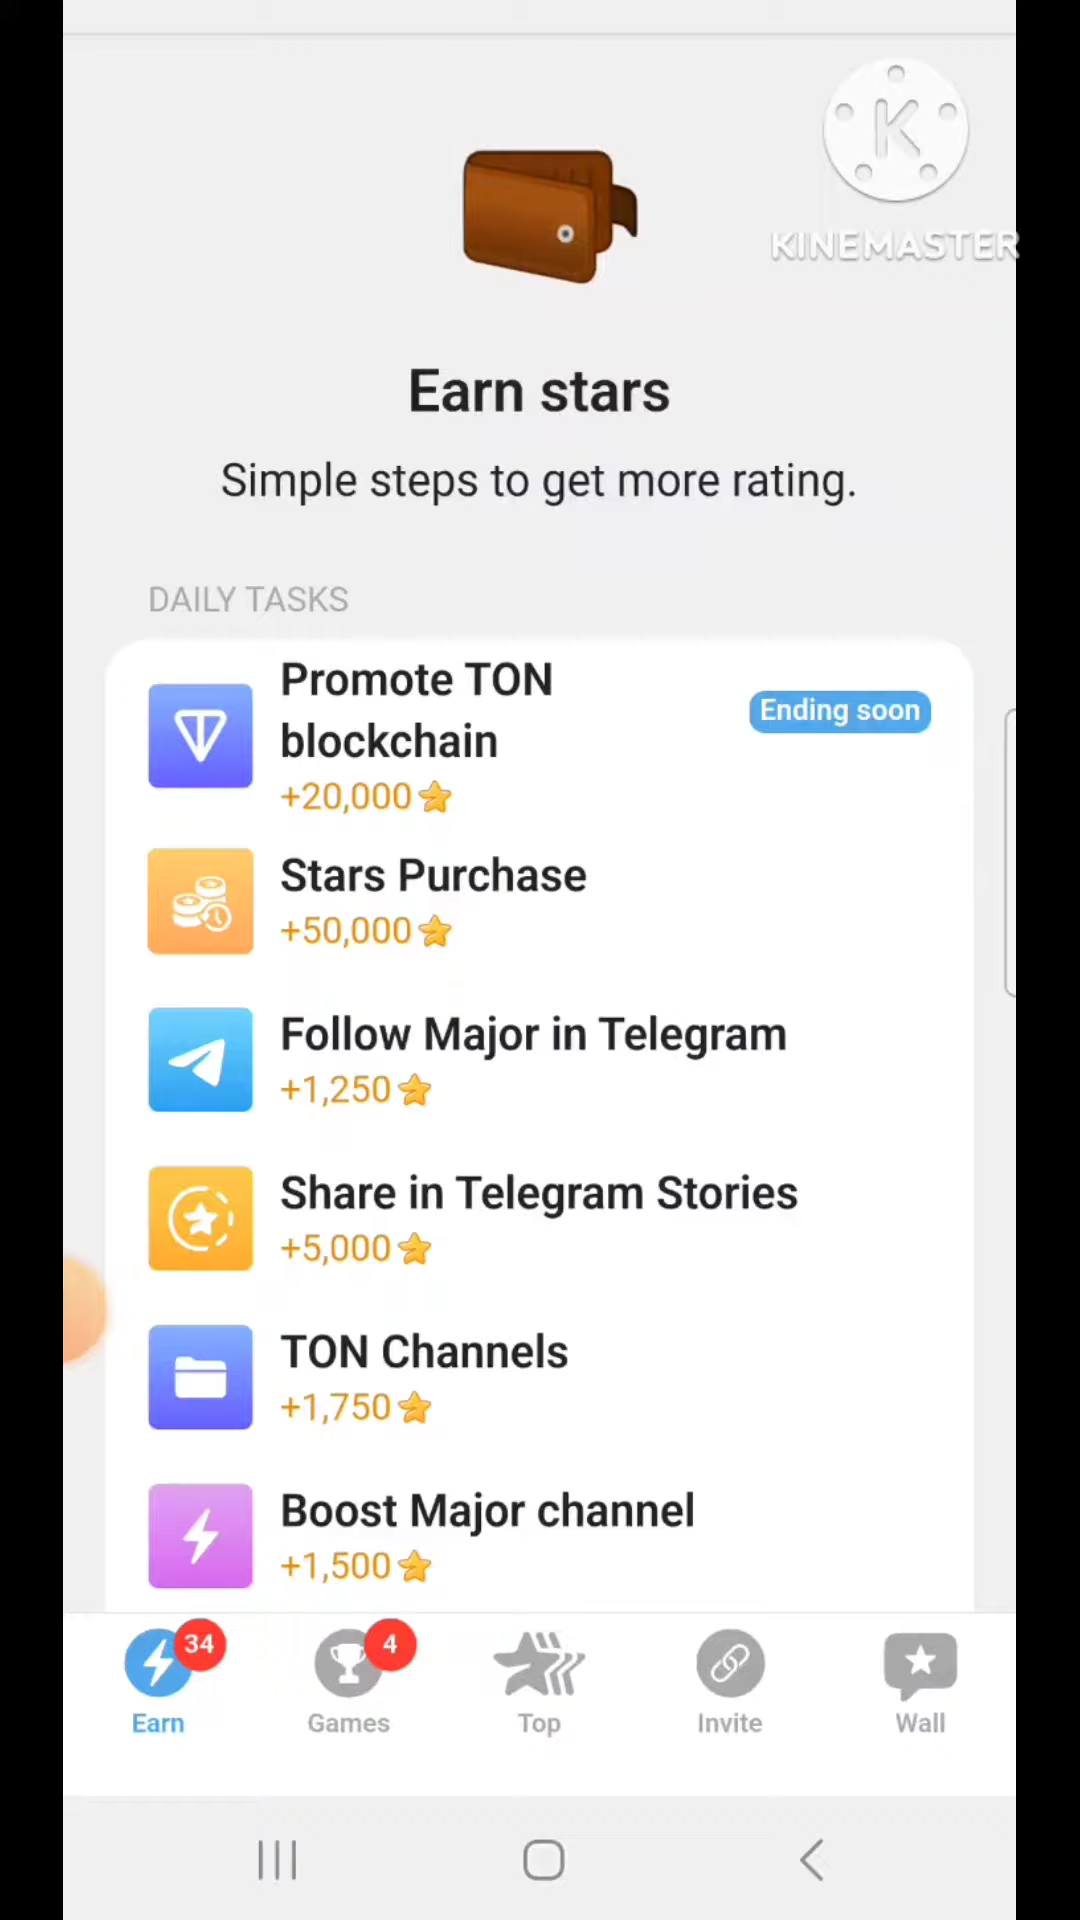 K
KINEMASTER
Earn stars
Simple steps to get more rating.
DAILY TASKS
Promote TON
blockchain
Ending soon
+20,000
Stars Purchase
+50,000
Follow Major in Telegram
+1,250
Share in Telegram Stories
+5,000
TON Channels
+1,750
Boost Major channel
+1,500
34
4
Earn
Games
Top
Invite
Wall